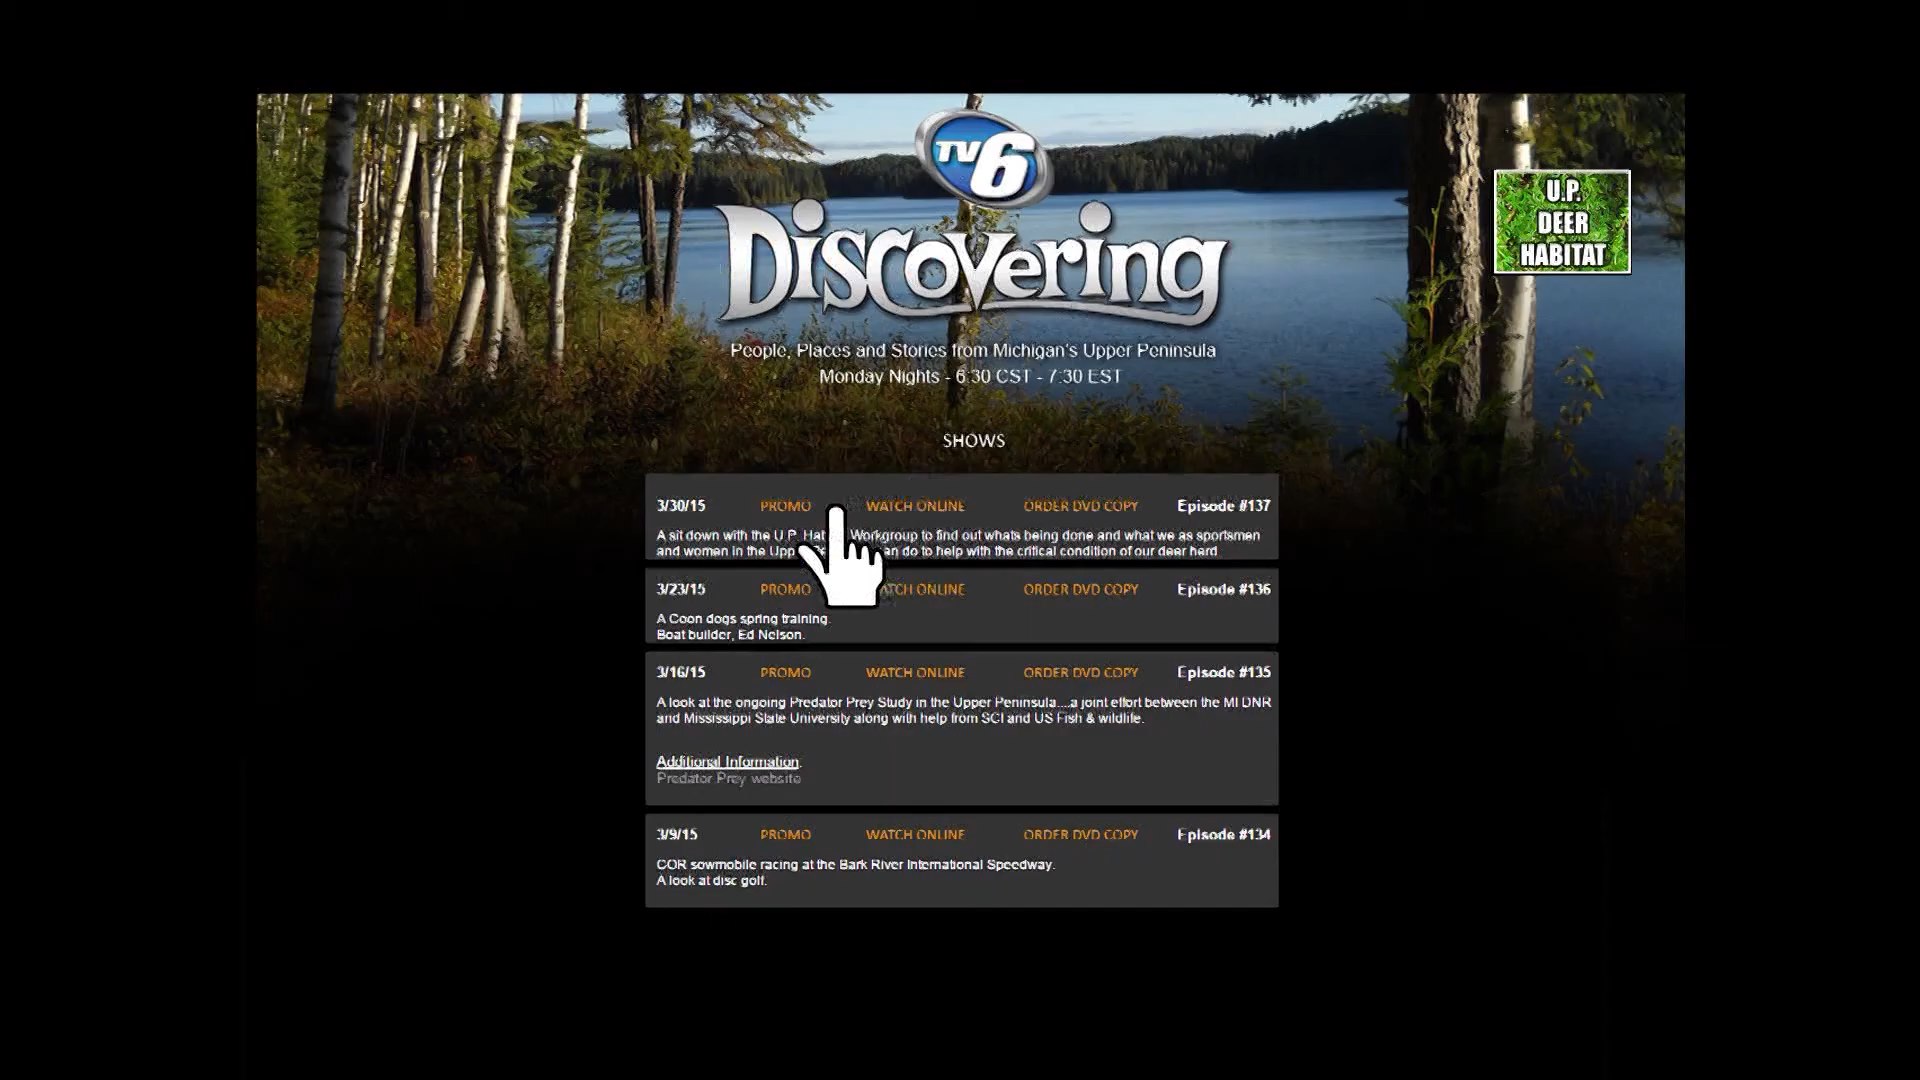 TV6
Discovering
U.P.
DEER
HABITAT
People, Places and Stories from Michigan's Upper Peninsula
Monday Nights - 6:30 CST - 7:30 EST
SHOWS
3/30/15 PROMO WATCH ONLINE ORDER DVD COPY Episode #137
A sit down with the U.P. Workgroup to find out whats being done and what we as sportsmen
and women in the do to help with the critical condition of our deer herd.
3/23/15 PROMO WATCH ONLINE ORDER DVD COPY Episode #136
A Coon dogs spring training.
Boat builder, Ed Nelson.
3/16/15 PROMO WATCH ONLINE ORDER DVD COPY Episode #135
A look at the ongoing Predator Prey Study in the Upper Peninsula....a joint effort between the MI DNR
and Mississippi State University along with help from SCI and US Fish & wildlife.
Additional Information.
Predator Prey website
3/9/15 PROMO WATCH ONLINE ORDER DVD COPY Episode #134
COR sowmobile racing at the Bark River International Speedway.
A look at disc golf.